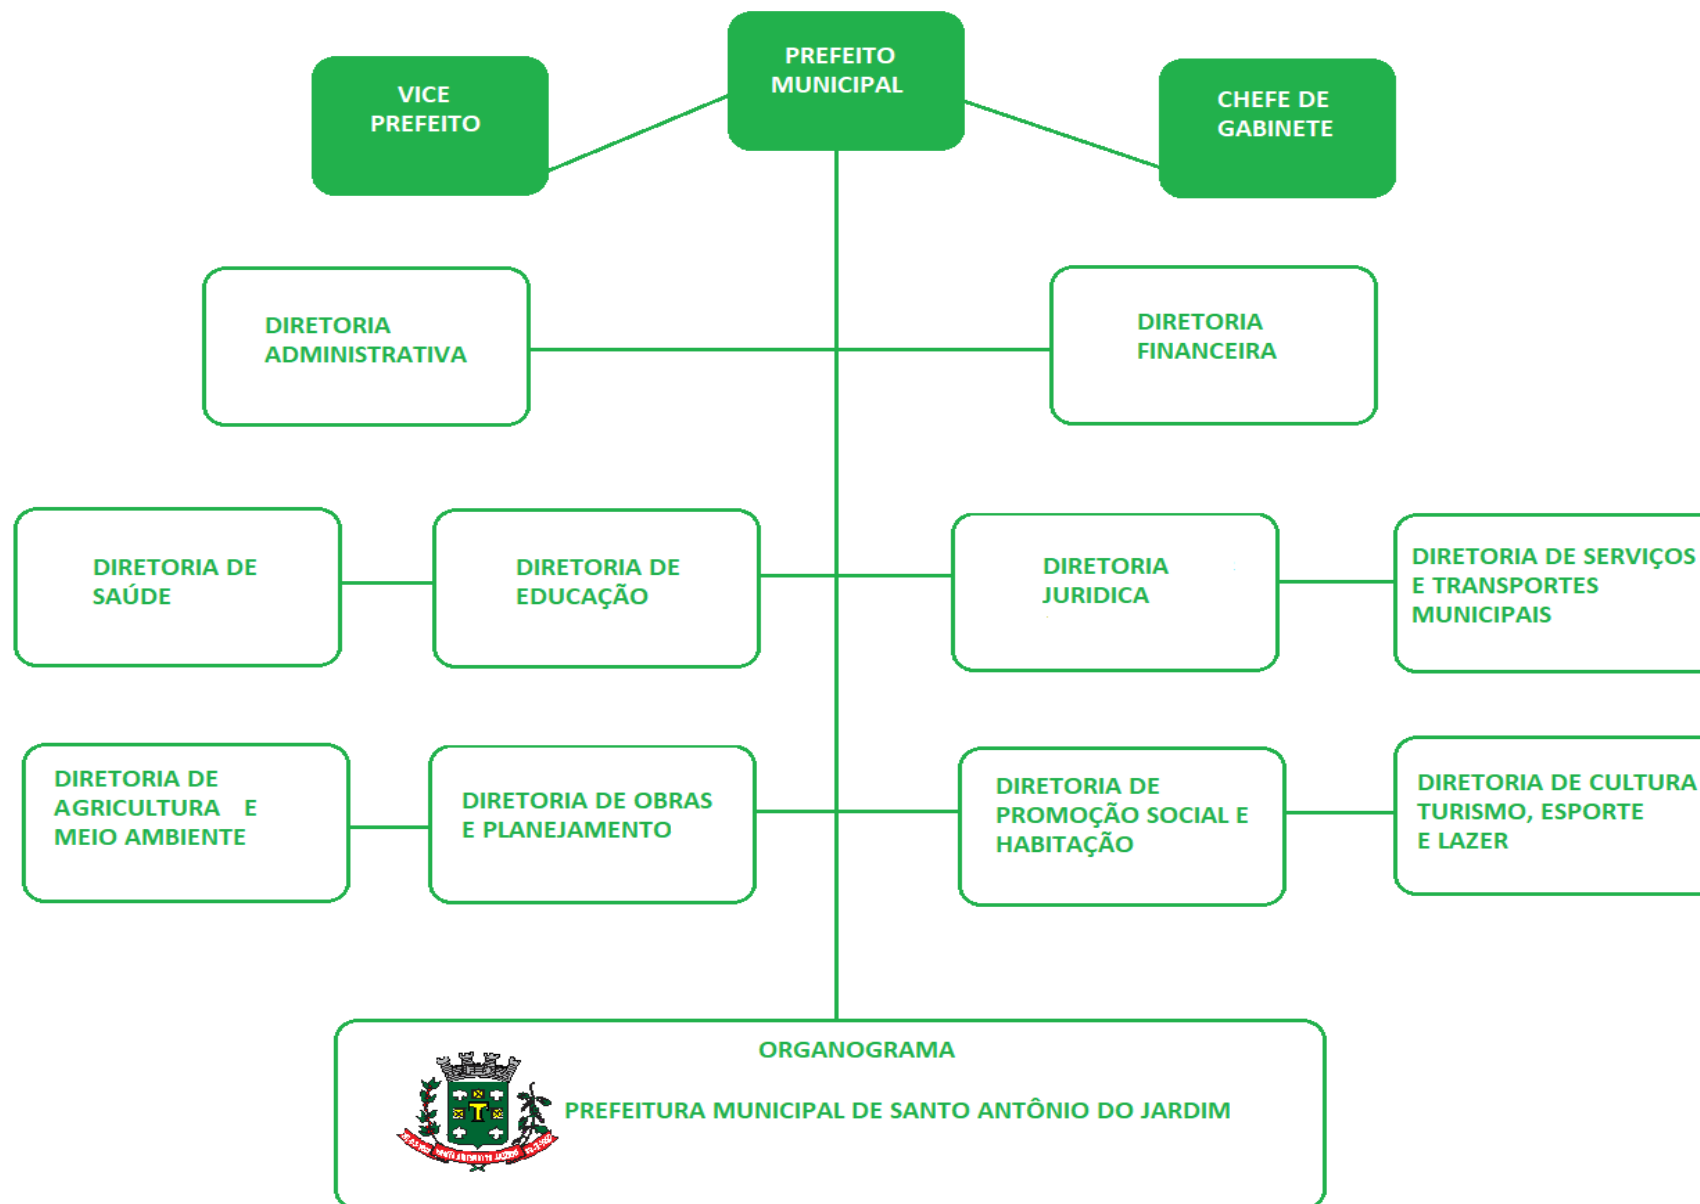 PREFEITO
MUNICIPAL
VICE
PREFEITO
CHEFE DE
GABINETE
DIRETORIA
ADMINISTRATIVA
DIRETORIA
FINANCEIRA
DIRETORIA DE
SAÚDE
DIRETORIA DE
EDUCAÇÃO
DIRETORIA
JURIDICA
DIRETORIA DE SERVIÇOS
E TRANSPORTES
MUNICIPAIS
DIRETORIA DE
AGRICULTURA E
MEIO AMBIENTE
DIRETORIA DE OBRAS
E PLANEJAMENTO
DIRETORIA DE
PROMOÇÃO SOCIAL E
HABITAÇÃO
DIRETORIA DE CULTURA
TURISMO, ESPORTE
E LAZER
ORGANOGRAMA
PREFEITURA MUNICIPAL DE SANTO ANTÔNIO DO JARDIM